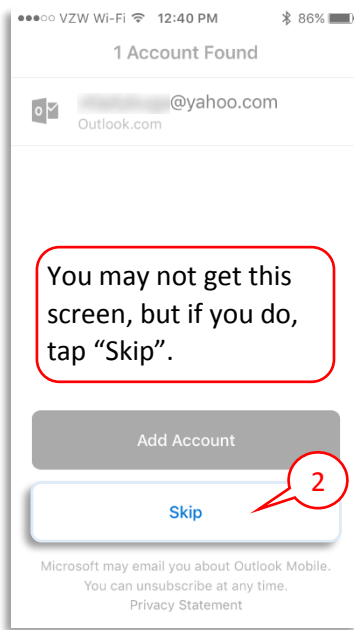 VZW Wi-Fi 12:40 PM 86%
1 Account Found
@yahoo.com
Outlook.com
You may not get this
screen, but if you do,
tap “Skip”.
Add Account
2
Skip
Microsoft may email you about Outlook Mobile.
You can unsubscribe at any time.
Privacy Statement